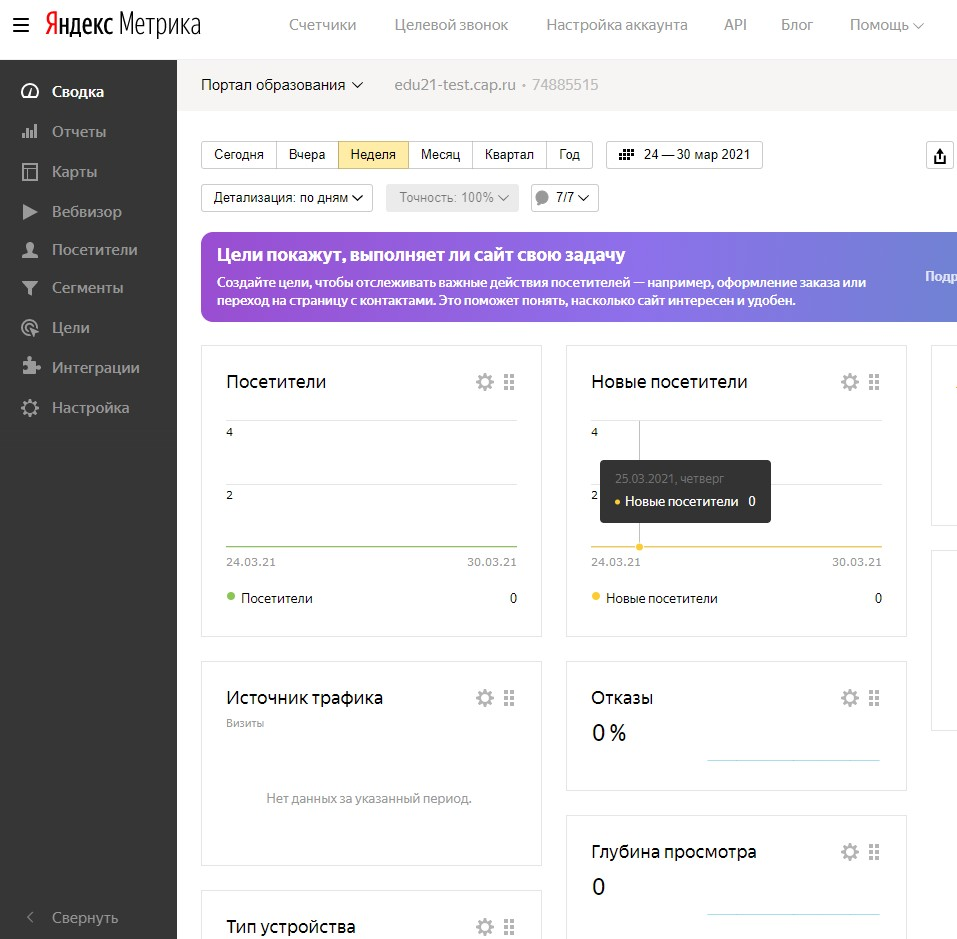 Яндекс Метрика
Счетчики Целевой звонок Настройка аккаунта API Блог Помощь
Сводка
Отчеты
Карты
Вебвизор
Посетители
Сегменты
Цели
Интеграции
Настройка
Свернуть
Портал образования edu21-test.cap.ru • 74885515
Сегодня Вчера Неделя Месяц Квартал Год 24 — 30 мар 2021
Детализация: по дням Точность: 100% 7/7
Цели покажут, выполняет ли сайт свою задачу
Создайте цели, чтобы отслеживать важные действия посетителей — например, оформление заказа или
переход на страницу с контактами. Это поможет понять, насколько сайт интересен и удобен.
Подр
Посетители
4
2
24.03.21 30.03.21
Посетители 0
Новые посетители
4
2
25.03.2021, четверг
Новые посетители 0
24.03.21 30.03.21
Новые посетители 0
Источник трафика
Визиты
Нет данных за указанный период.
Отказы
0 %
Глубина просмотра
0
Тип устройства